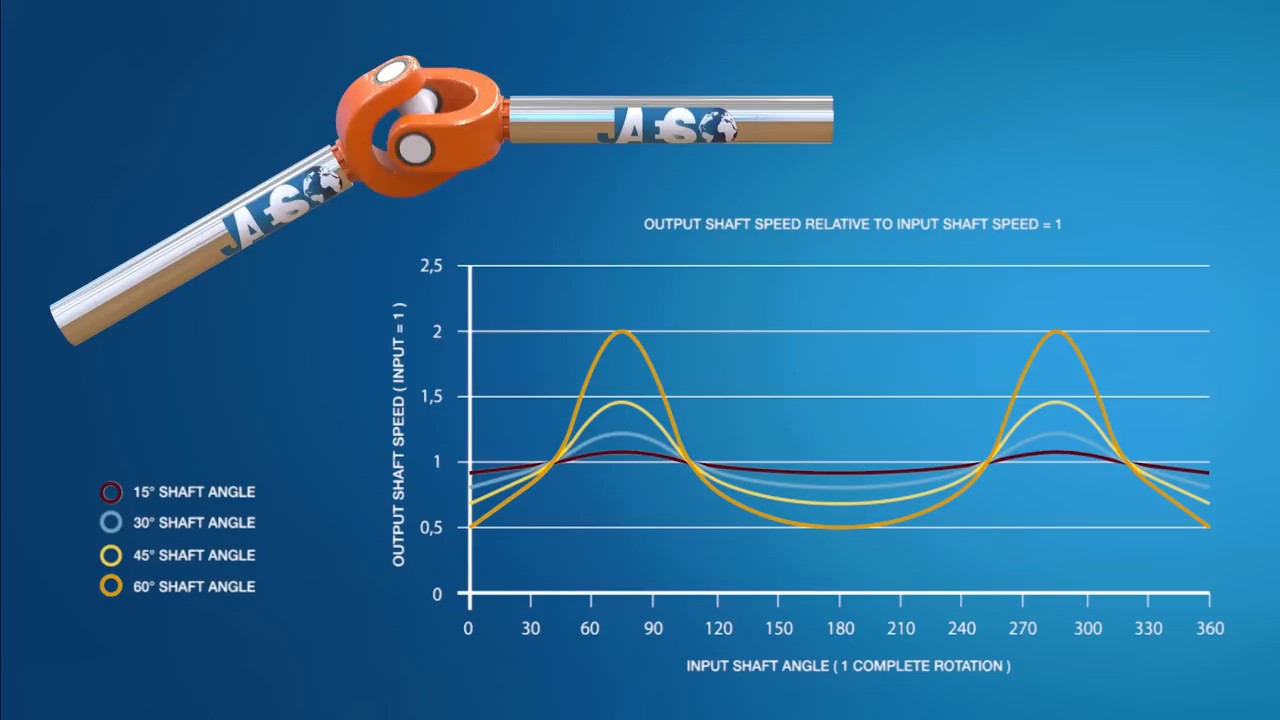 JAES
JAES
OUTPUT SHAFT SPEED RELATIVE TO INPUT SHAFT SPEED = 1
OUTPUT SHAFT SPEED ( INPUT = 1 )
2,5
2
1,5
1
0,5
0
0 30 60 90 120 150 180 210 240 270 300 330 360
INPUT SHAFT ANGLE ( 1 COMPLETE ROTATION )
15° SHAFT ANGLE
30° SHAFT ANGLE
45° SHAFT ANGLE
60° SHAFT ANGLE